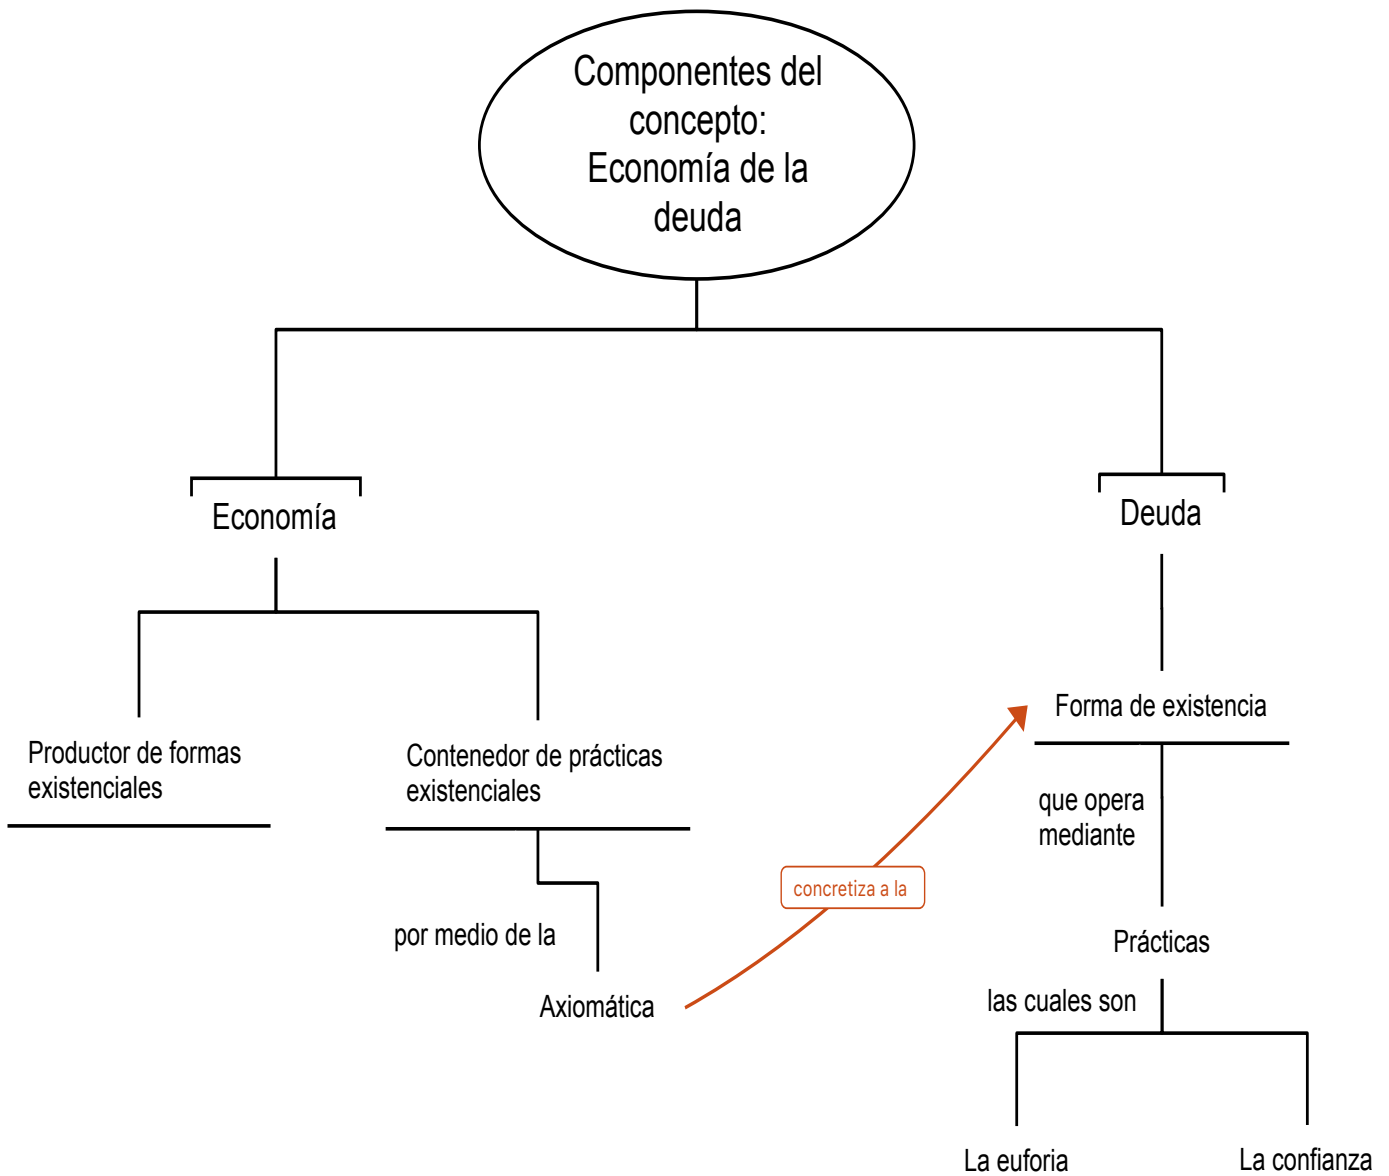 Componentes del
concepto:
Economía de la
deuda
Economía
Deuda
Productor de formas
existenciales
Contenedor de prácticas
existenciales
por medio de la
Axiomática
concretiza a la
Forma de existencia
que opera
mediante
Prácticas
las cuales son
La euforia
La confianza